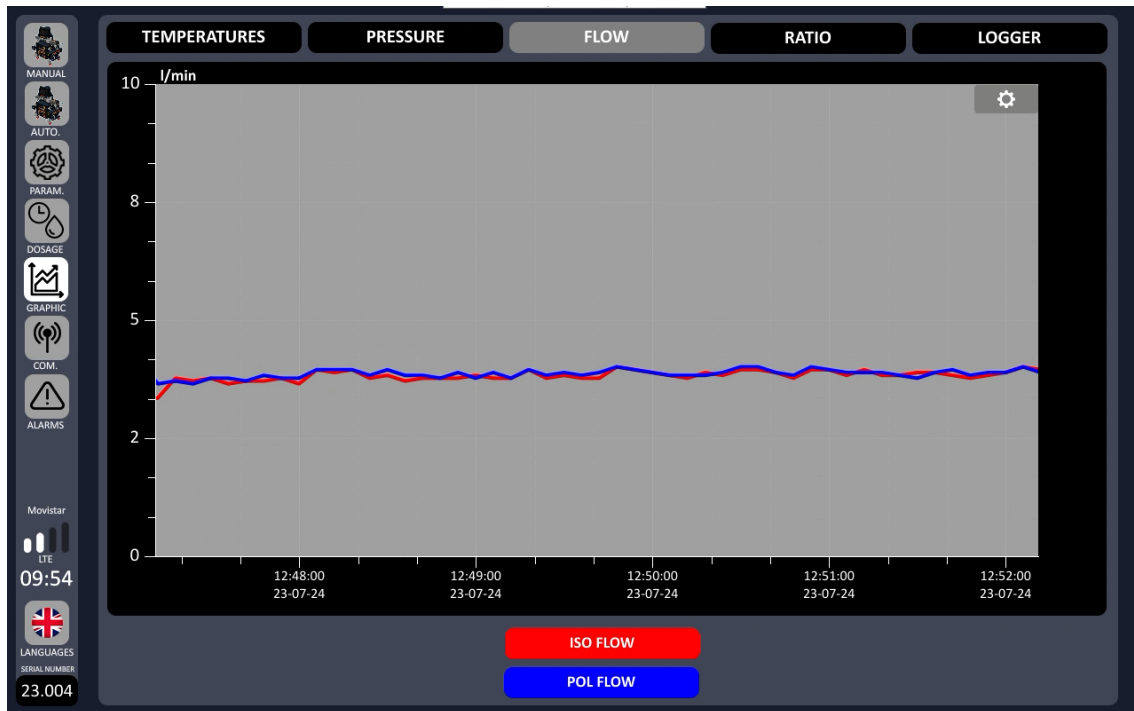 TEMPERATURES
PRESSURE
FLOW
RATIO
LOGGER
MANUAL
AUTO.
PARAM.
DOSAGE
GRAPHIC
COM.
ALARMS
Movistar
LTE
09:54
LANGUAGES
SERIAL NUMBER
23.004
l/min
10
8
5
2
0
12:48:00
23-07-24
12:49:00
23-07-24
12:50:00
23-07-24
12:51:00
23-07-24
12:52:00
23-07-24
ISO FLOW
POL FLOW